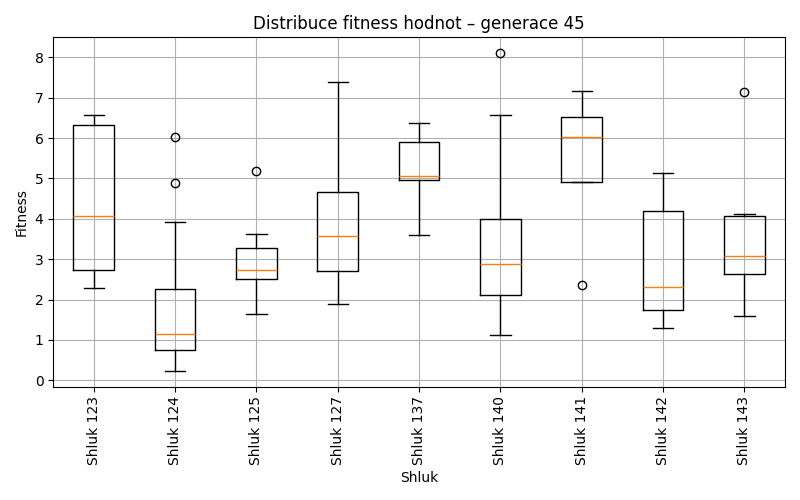 Distribuce fitness hodnot – generace 45
Fitness
8
7
6
5
4
3
2
1
0
Shluk 123
Shluk 124
Shluk 125
Shluk 127
Shluk 137
Shluk 140
Shluk 141
Shluk 142
Shluk 143
Shluk